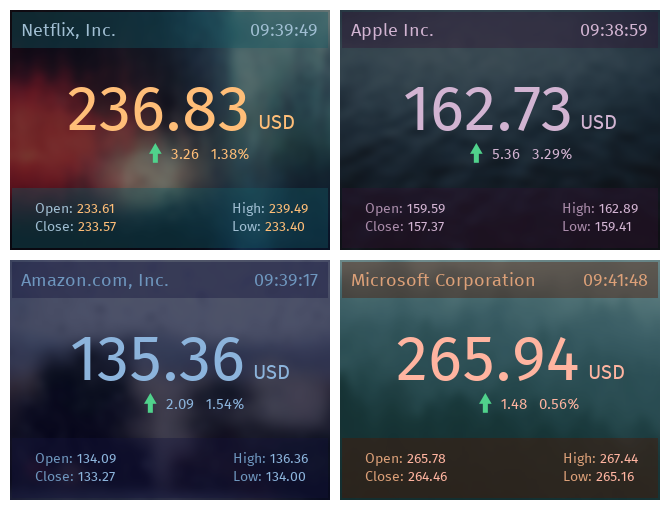 Netflix, Inc. 09:39:49
236.83 USD
3.26 1.38%
Open: 233.61 High: 239.49
Close: 233.57 Low: 233.40
Apple Inc. 09:38:59
162.73 USD
5.36 3.29%
Open: 159.59 High: 162.89
Close: 157.37 Low: 159.41
Amazon.com, Inc. 09:39:17
135.36 USD
2.09 1.54%
Open: 134.09 High: 136.36
Close: 133.27 Low: 134.00
Microsoft Corporation 09:41:48
265.94 USD
1.48 0.56%
Open: 265.78 High: 267.44
Close: 264.46 Low: 265.16